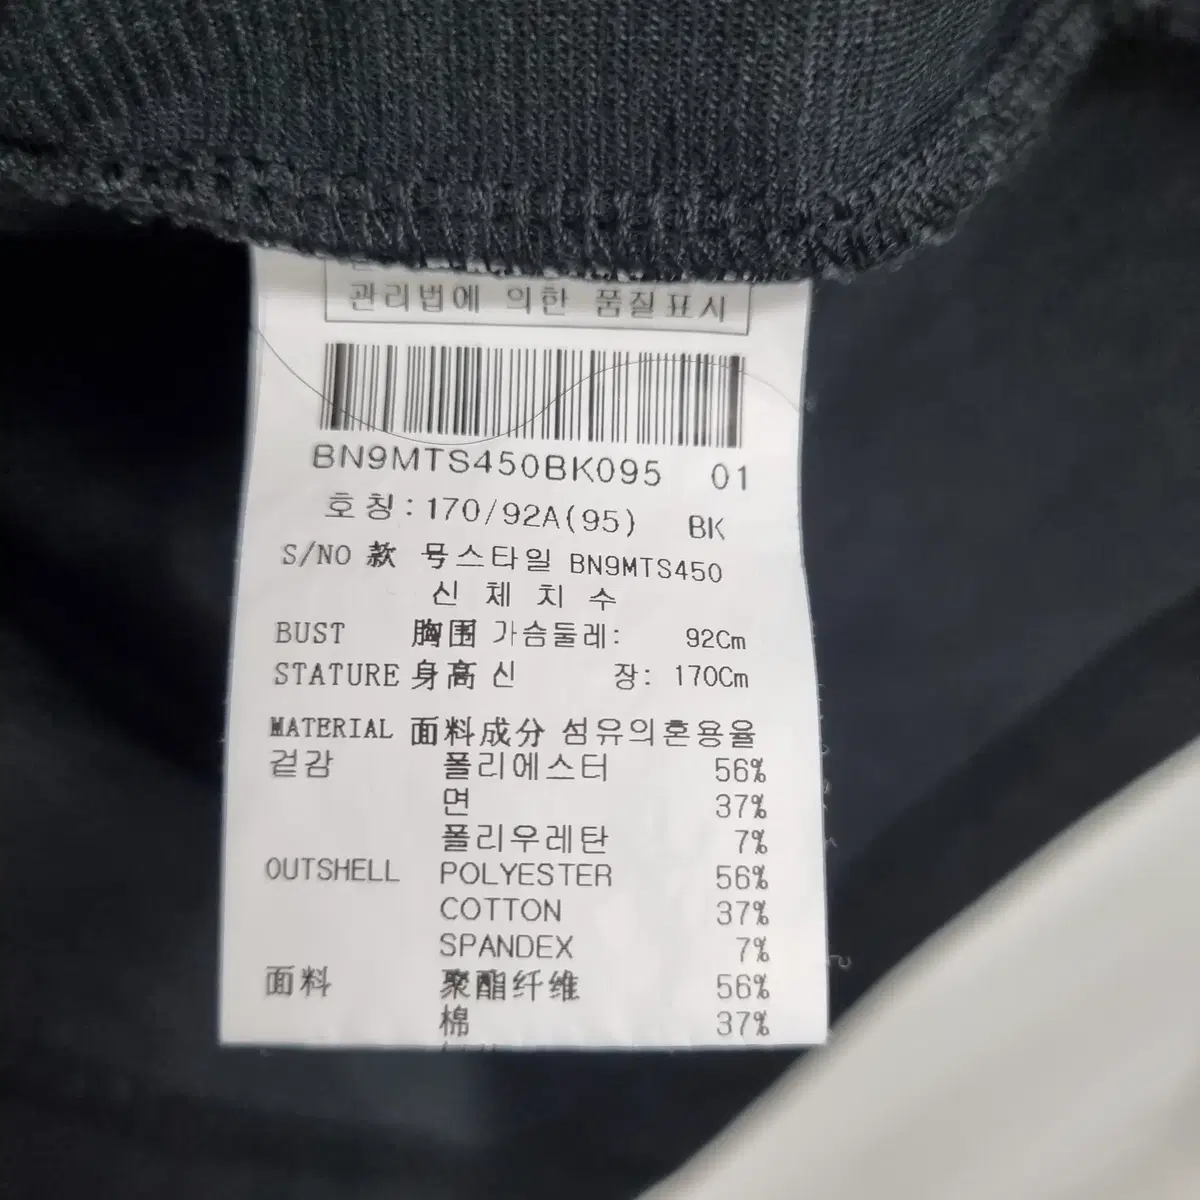 관리법에 의한 품질표시
BN9MTS450BK095 01
호칭:170/92A(95) BK
S/NO 款 号스타일 BN9MTS450
신 체 치 수
BUST 胸围 가슴둘레: 92Cm
STATURE 身高 신 장: 170Cm
MATERIAL 面料成分 섬유의혼용율
겉감 폴리에스터 56%
면 37%
폴리우레탄 7%
OUTSHELL POLYESTER 56%
COTTON 37%
SPANDEX 7%
面料 聚酯纤维 56%
棉 37%